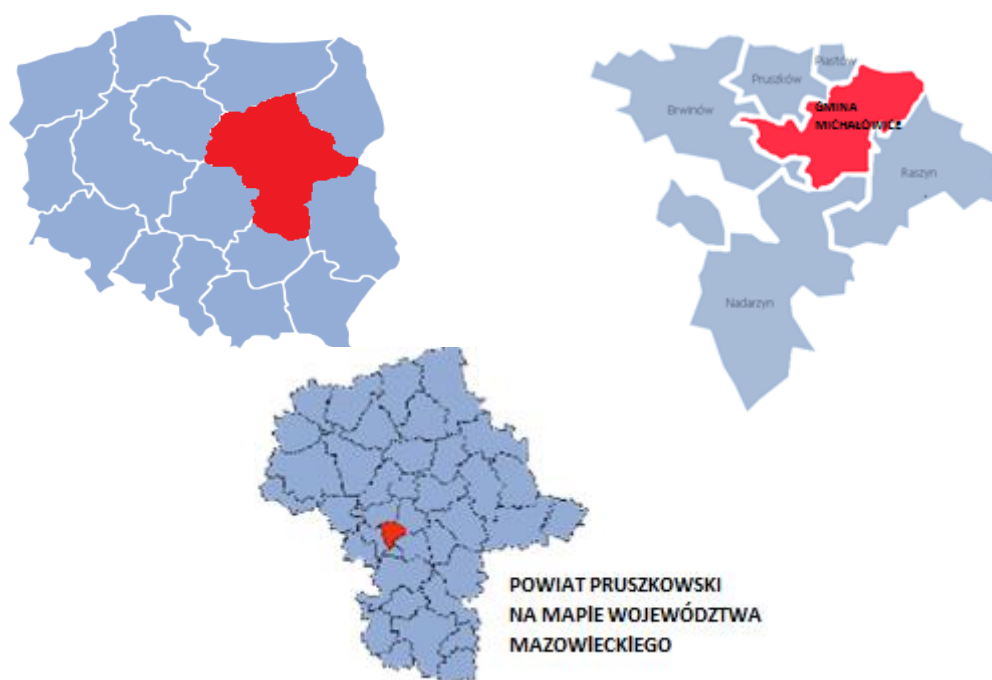 Piastów
Pruszków
Brwinów
GMINA
MICHAŁOWICE
Raszyn
Nadarzyn
POWIAT PRUSZKOWSKI
NA MAPIE WOJEWÓDZTWA
MAZOWIECKIEGO